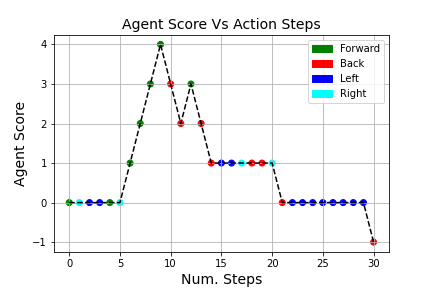 Agent Score Vs Action Steps
Agent Score
4
3
2
1
0
−1
Forward
Back
Left
Right
0 5 10 15 20 25 30
Num. Steps